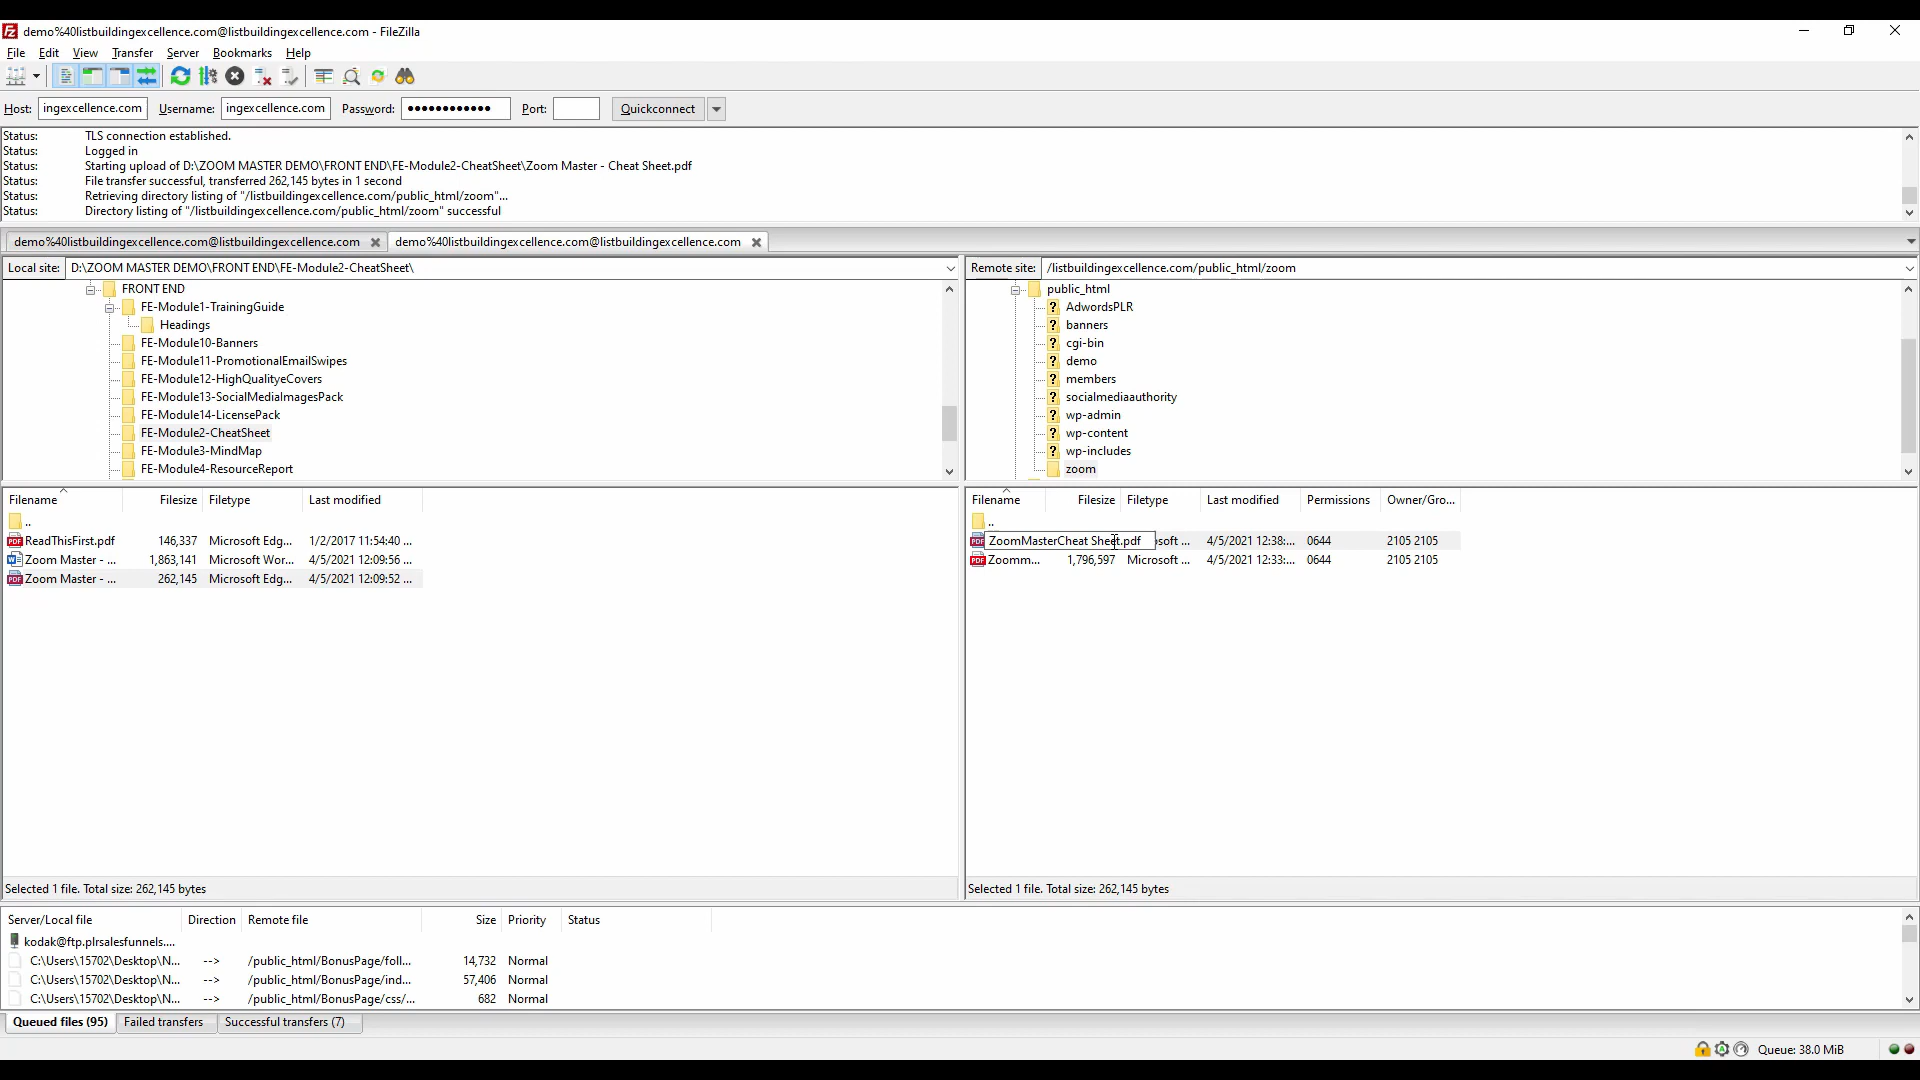 demo%40listbuildingexcellence.com@listbuildingexcellence.com - FileZilla
File Edit View Transfer Server Bookmarks Help
Host: ingexcellence.com Username: ingexcellence.com Password: ●●●●●●●●●●●● Port: Quickconnect
Status: TLS connection established.
Status: Logged in
Status: Starting upload of D:\ZOOM MASTER DEMO\FRONT END\FE-Module2-CheatSheet\Zoom Master - Cheat Sheet.pdf
Status: File transfer successful, transferred 262,145 bytes in 1 second
Status: Retrieving directory listing of "/listbuildingexcellence.com/public_html/zoom"...
Status: Directory listing of "/listbuildingexcellence.com/public_html/zoom" successful
demo%40listbuildingexcellence.com@listbuildingexcellence.com demo%40listbuildingexcellence.com@listbuildingexcellence.com
Local site: D:\ZOOM MASTER DEMO\FRONT END\FE-Module2-CheatSheet\
FRONT END
FE-Module1-TrainingGuide
Headings
FE-Module10-Banners
FE-Module11-PromotionalEmailSwipes
FE-Module12-HighQualityeCovers
FE-Module13-SocialMediaImagesPack
FE-Module14-LicensePack
FE-Module2-CheatSheet
FE-Module3-MindMap
FE-Module4-ResourceReport
Filename Filesize Filetype Last modified
..
ReadThisFirst.pdf 146,337 Microsoft Edg... 1/2/2017 11:54:40 ...
Zoom Master - ... 1,863,141 Microsoft Wor... 4/5/2021 12:09:56 ...
Zoom Master - ... 262,145 Microsoft Edg... 4/5/2021 12:09:52 ...
Selected 1 file. Total size: 262,145 bytes
Remote site: /listbuildingexcellence.com/public_html/zoom
public_html
AdwordsPLR
banners
cgi-bin
demo
members
socialmediaauthority
wp-admin
wp-content
wp-includes
zoom
Filename Filesize Filetype Last modified Permissions Owner/Gro...
..
ZoomMasterCheat Sheet.pdf osoft ... 4/5/2021 12:38:... 0644 2105 2105
Zoomm... 1,796,597 Microsoft ... 4/5/2021 12:33:... 0644 2105 2105
Selected 1 file. Total size: 262,145 bytes
Server/Local file Direction Remote file Size Priority Status
kodak@ftp.plrsalesfunnels....
C:\Users\15702\Desktop\N... --> /public_html/BonusPage/foll... 14,732 Normal
C:\Users\15702\Desktop\N... --> /public_html/BonusPage/ind... 57,406 Normal
C:\Users\15702\Desktop\N... --> /public_html/BonusPage/css/... 682 Normal
Queued files (95) Failed transfers Successful transfers (7)
Queue: 38.0 MiB